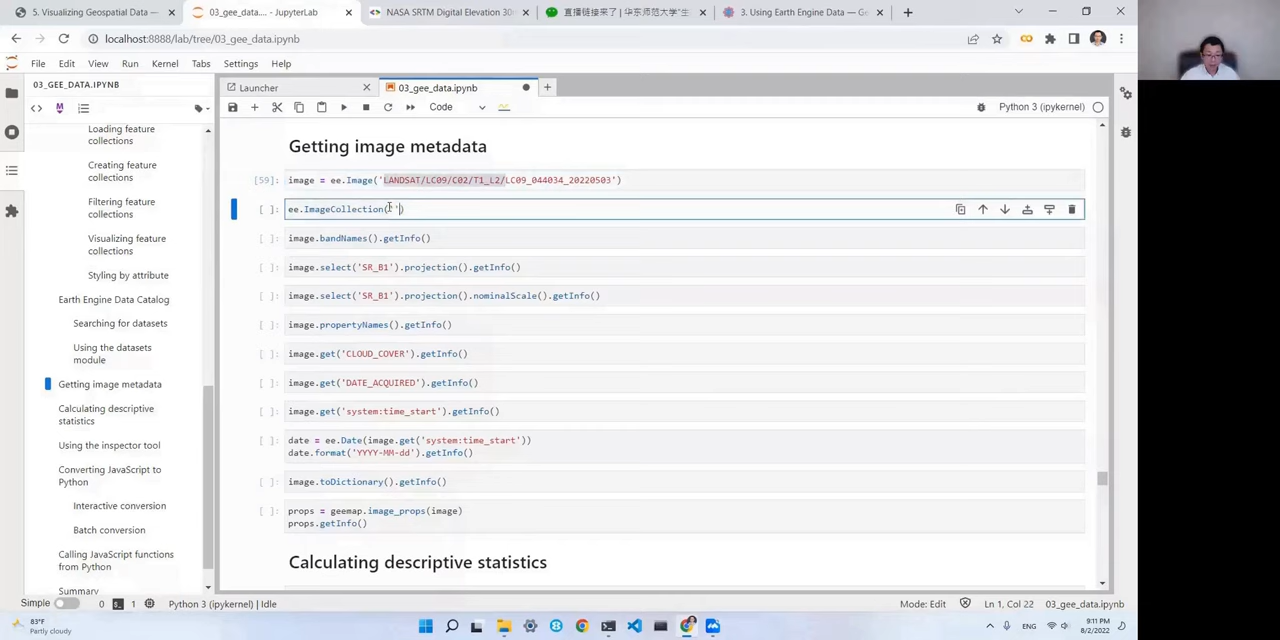 5. Visualizing Geospatial Data —
03_gee_data.... - JupyterLab
NASA SRTM Digital Elevation 30m
直播链接来了 | 华东师范大学"生
3. Using Earth Engine Data — Ge
localhost:8888/lab/tree/03_gee_data.ipynb
File Edit View Run Kernel Tabs Settings Help
03_GEE_DATA.IPYNB
Loading feature
collections
Creating feature
collections
Filtering feature
collections
Visualizing feature
collections
Styling by attribute
Earth Engine Data Catalog
Searching for datasets
Using the datasets
module
Getting image metadata
Calculating descriptive
statistics
Using the inspector tool
Converting JavaScript to
Python
Interactive conversion
Batch conversion
Calling JavaScript functions
from Python
Summary
Launcher
03_gee_data.ipynb
Code
Python 3 (ipykernel)
Getting image metadata
[59]: image = ee.Image('LANDSAT/LC09/C02/T1_L2/LC09_044034_20220503')
[ ]: ee.ImageCollection('')
[ ]: image.bandNames().getInfo()
[ ]: image.select('SR_B1').projection().getInfo()
[ ]: image.select('SR_B1').projection().nominalScale().getInfo()
[ ]: image.propertyNames().getInfo()
[ ]: image.get('CLOUD_COVER').getInfo()
[ ]: image.get('DATE_ACQUIRED').getInfo()
[ ]: image.get('system:time_start').getInfo()
[ ]: date = ee.Date(image.get('system:time_start'))
date.format('YYYY-MM-dd').getInfo()
[ ]: image.toDictionary().getInfo()
[ ]: props = geemap.image_props(image)
props.getInfo()
Calculating descriptive statistics
Simple 0 1 Python 3 (ipykernel) | Idle
Mode: Edit Ln 1, Col 22 03_gee_data.ipynb
83°F
Partly cloudy
9:11 PM
8/2/2022